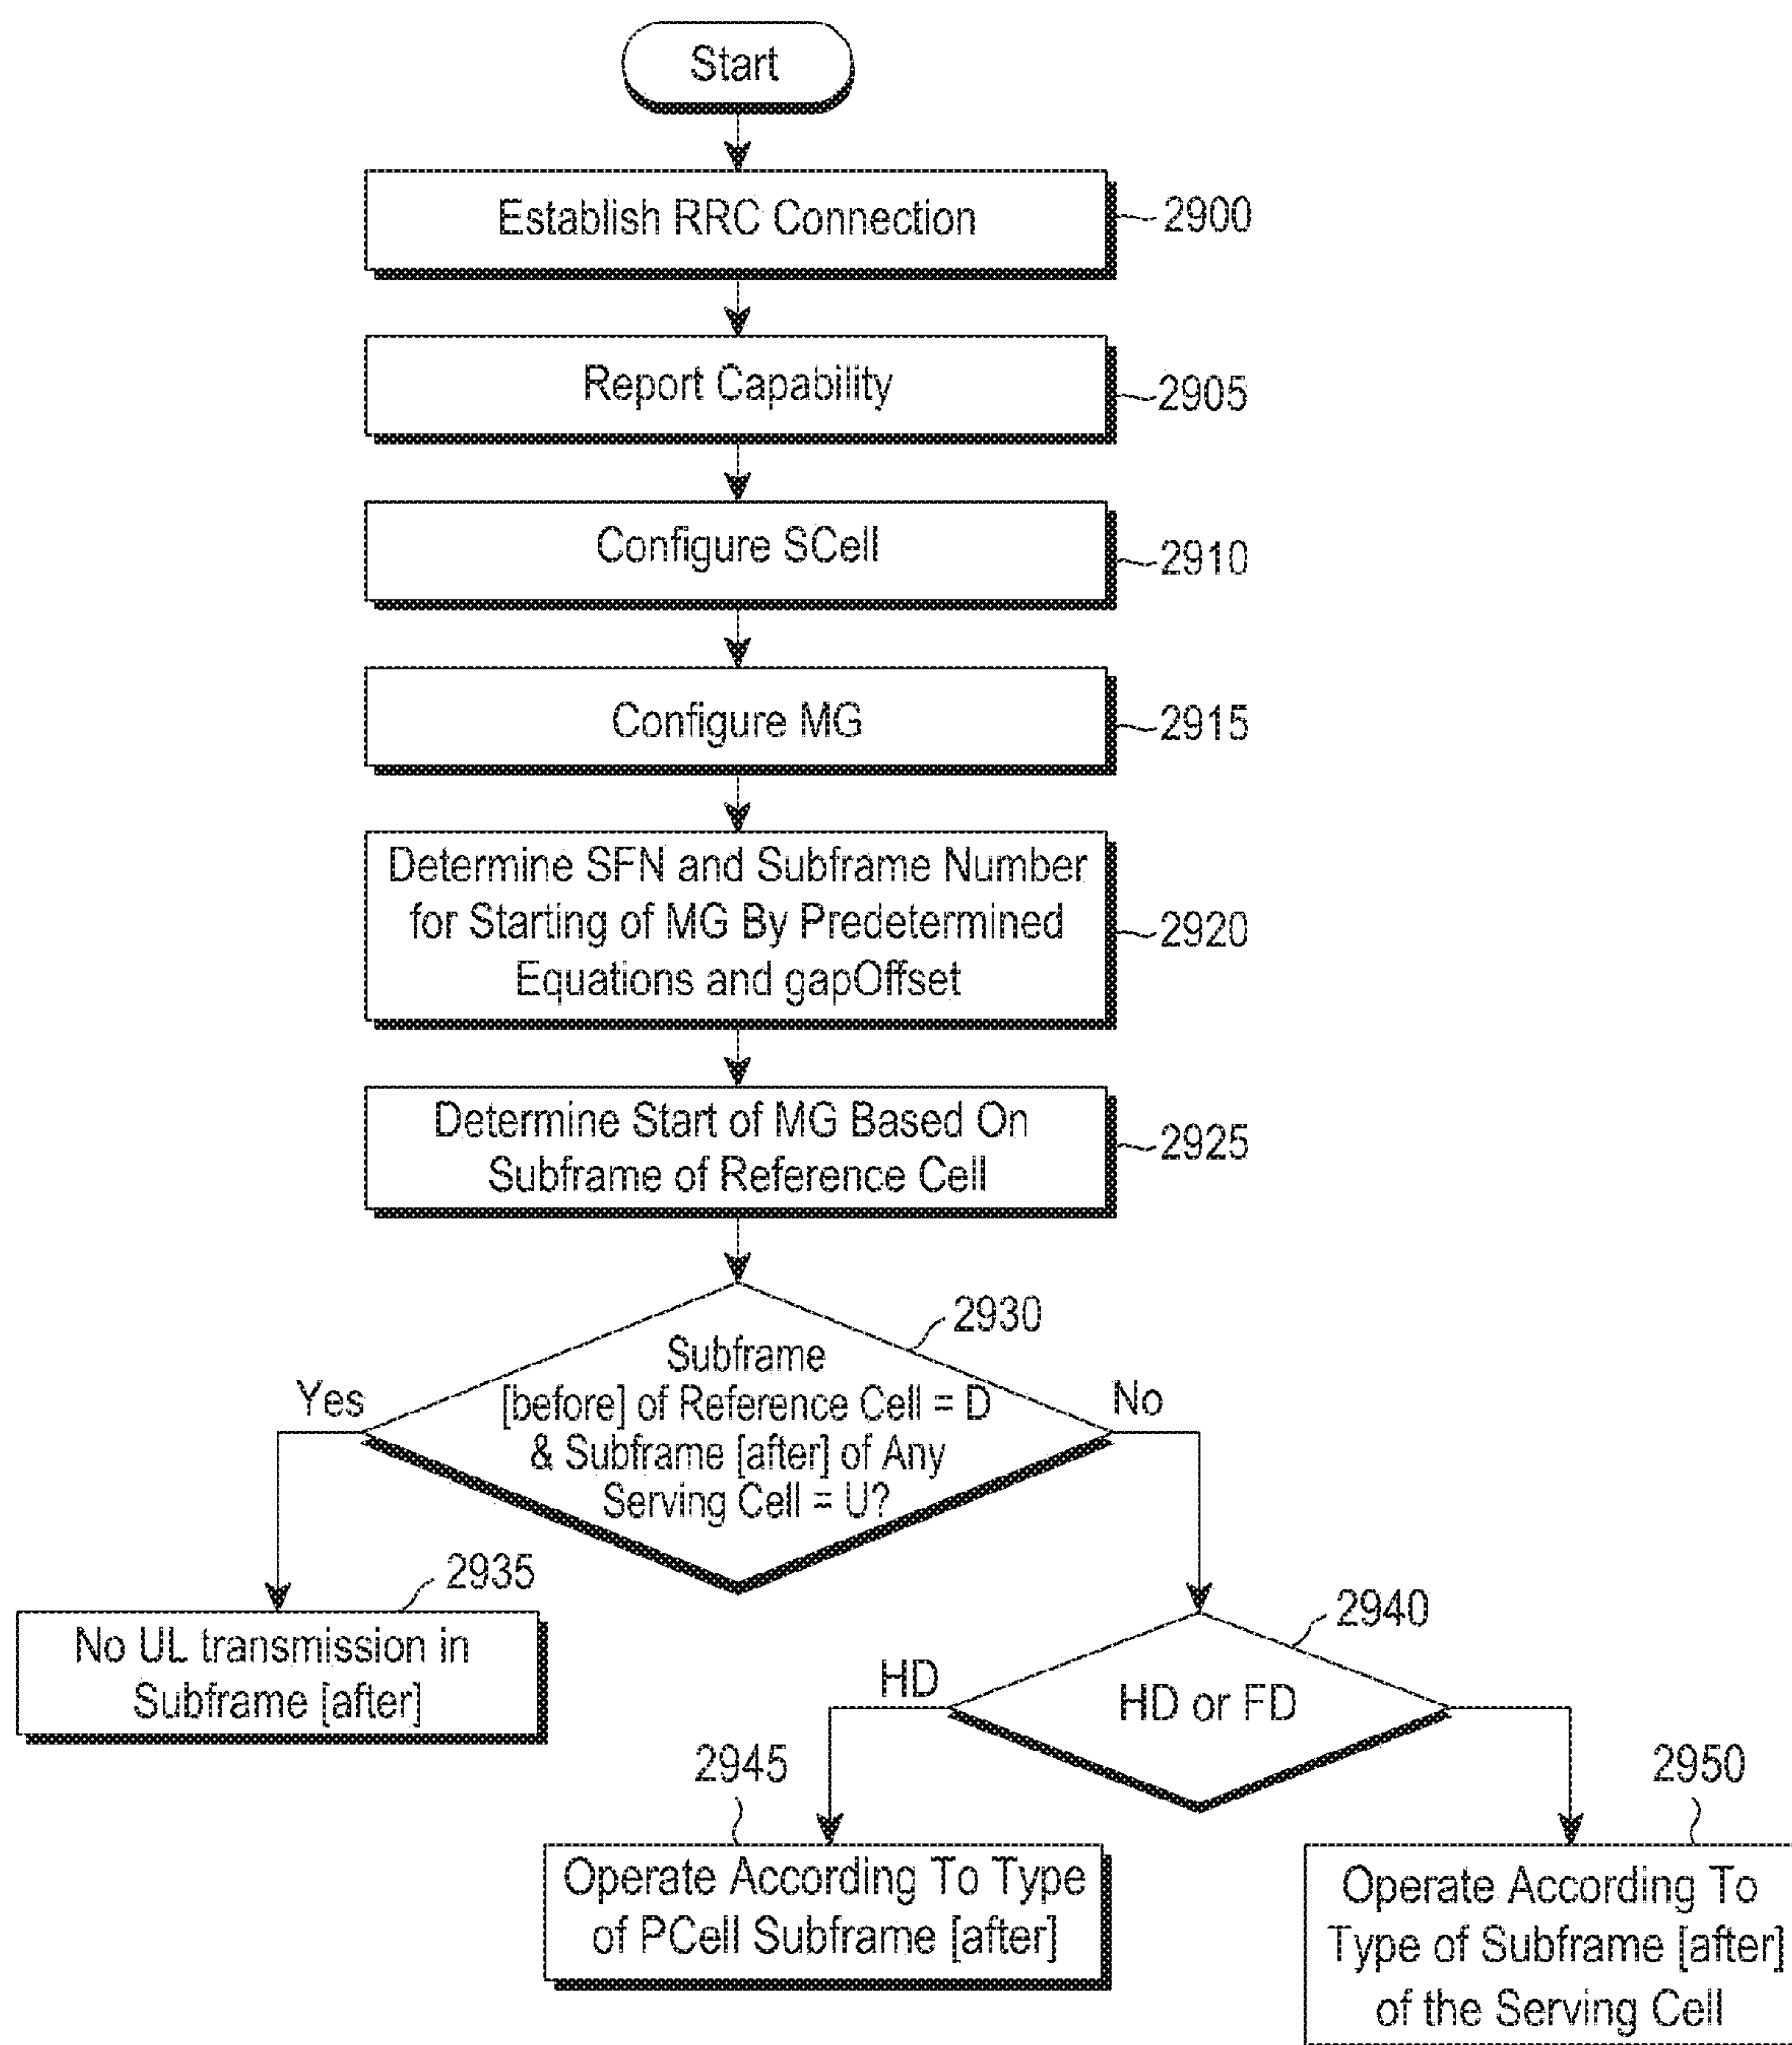 Start
Establish RRC Connection
2900
Report Capability
2905
Configure SCell
2910
Configure MG
2915
Determine SFN and Subframe Number
for Starting of MG By Predetermined
Equations and gapOffset
2920
Determine Start of MG Based On
Subframe of Reference Cell
2925
2930
Subframe
[before] of Reference Cell = D
& Subframe [after] of Any
Serving Cell = U?
Yes
No
2935
No UL transmission in
Subframe [after]
2940
HD or FD
HD
2945
Operate According To Type
of PCell Subframe [after]
2950
Operate According To
Type of Subframe [after]
of the Serving Cell